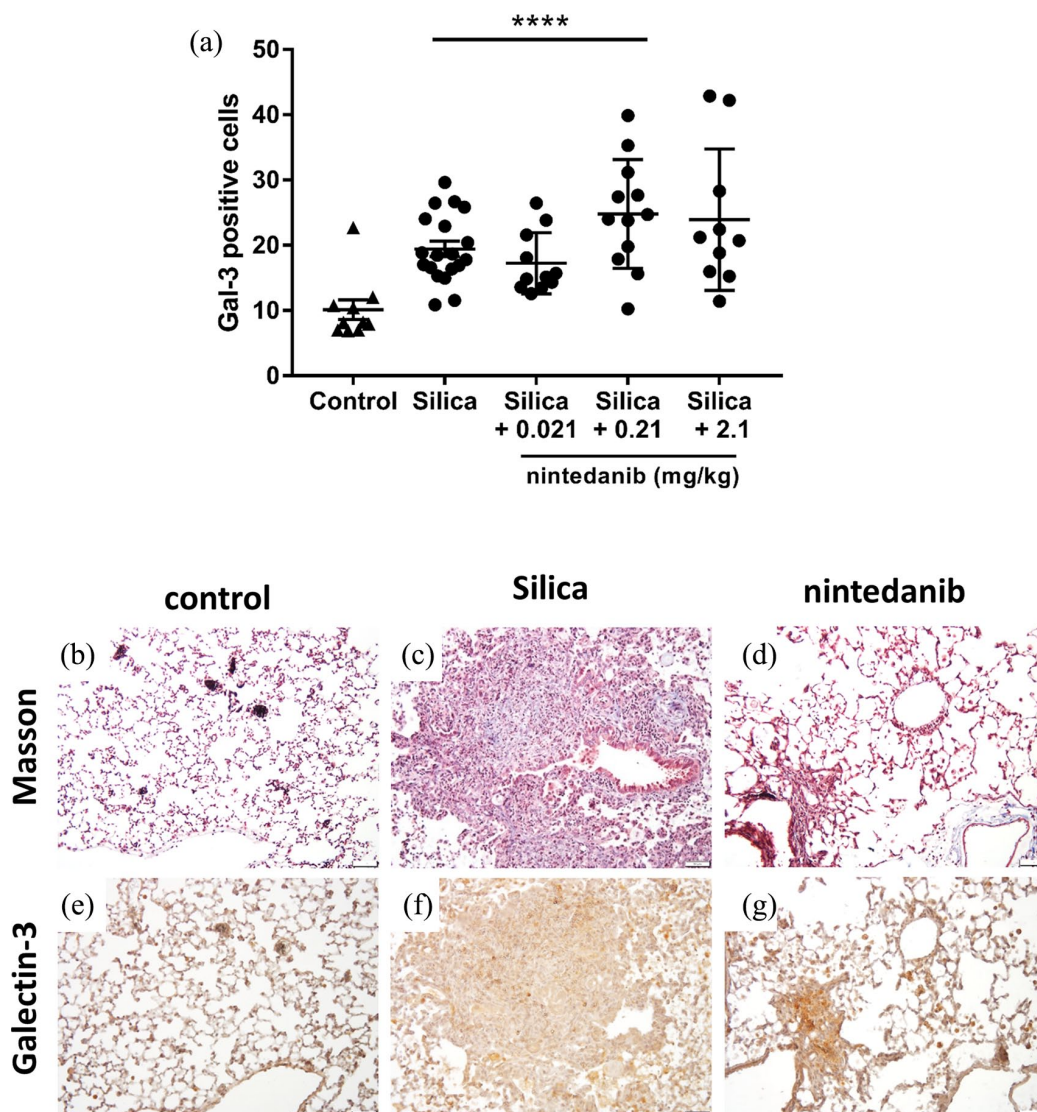 (a)
****
50
40
30
20
10
0
Gal-3 positive cells
Control Silica Silica Silica Silica
+ 0.021 + 0.21 + 2.1
nintedanib (mg/kg)
control Silica nintedanib
Masson
(b) (c) (d)
Galectin-3
(e) (f) (g)